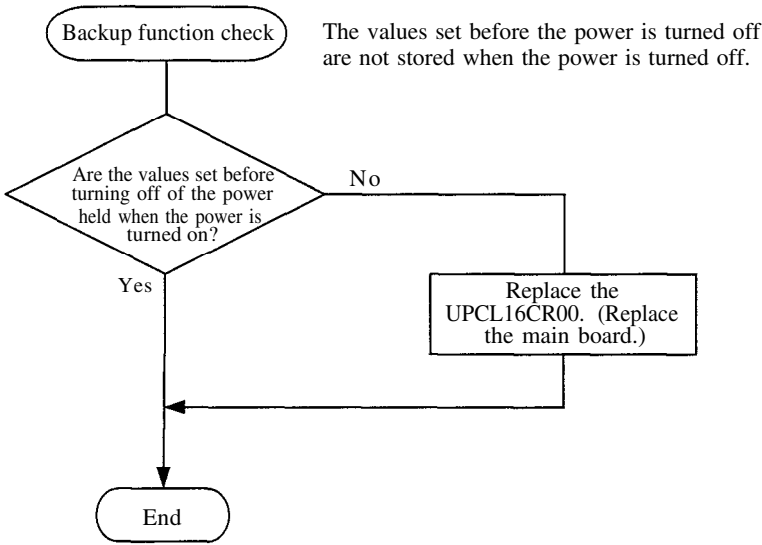 Backup function check
The values set before the power is turned off
are not stored when the power is turned off.
Are the values set before
turning off of the power
held when the power is
turned on?
No
Yes
Replace the
UPCL16CR00. (Replace
the main board.)
End